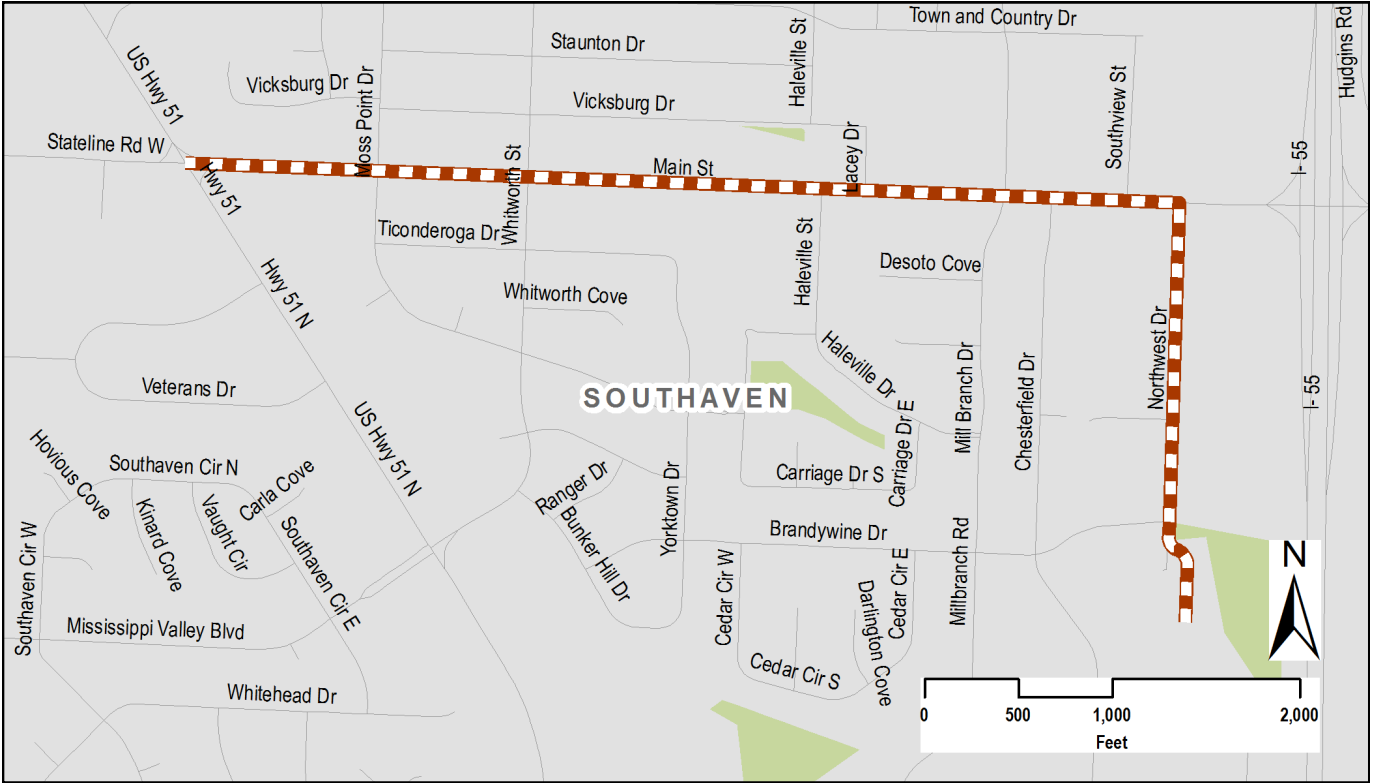 Town and Country Dr
Hudgins Rd
Staunton Dr
Haleville St
US Hwy 51
Vicksburg Dr
Moss Point Dr
Vicksburg Dr
Southview St
Stateline Rd W
Lacey Dr
I- 55
Main St
Whitworth St
Hwy 51
Ticonderoga Dr
Haleville St
Desoto Cove
Hwy 51 N
Whitworth Cove
Northwest Dr
Haleville Dr
Mill Branch Dr
Chesterfield Dr
I- 55
Veterans Dr
SOUTHAVEN
US Hwy 51 N
Carriage Dr E
Hovious Cove
Southaven Cir N
Carla Cove
Ranger Dr
Carriage Dr S
Kinard Cove
Vaught Cir
Southaven Cir E
Bunker Hill Dr
Yorktown Dr
Brandywine Dr
Southaven Cir W
Cedar Cir W
Darlington Cove
Cedar Cir E
Millbranch Rd
N
Mississippi Valley Blvd
Cedar Cir S
Whitehead Dr
0 500 1,000 2,000
Feet